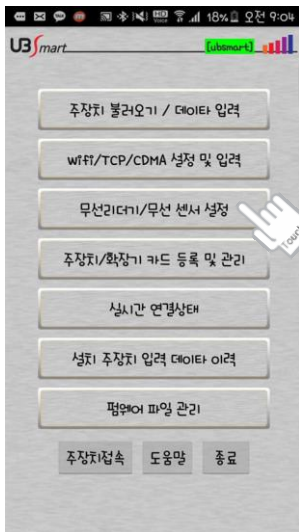 18% 오전 9:04
UBSmart [ubsmart]
주장치 불러오기 / 데이타 입력
wifi/TCP/CDMA 설정 및 입력
무선리더기/무선 센서 설정
Touch
주장치/확장기 카드 등록 및 관리
실시간 연결상태
설치 주장치 입력 데이타 이력
펌웨어 파일 관리
주장치접속 도움말 종료